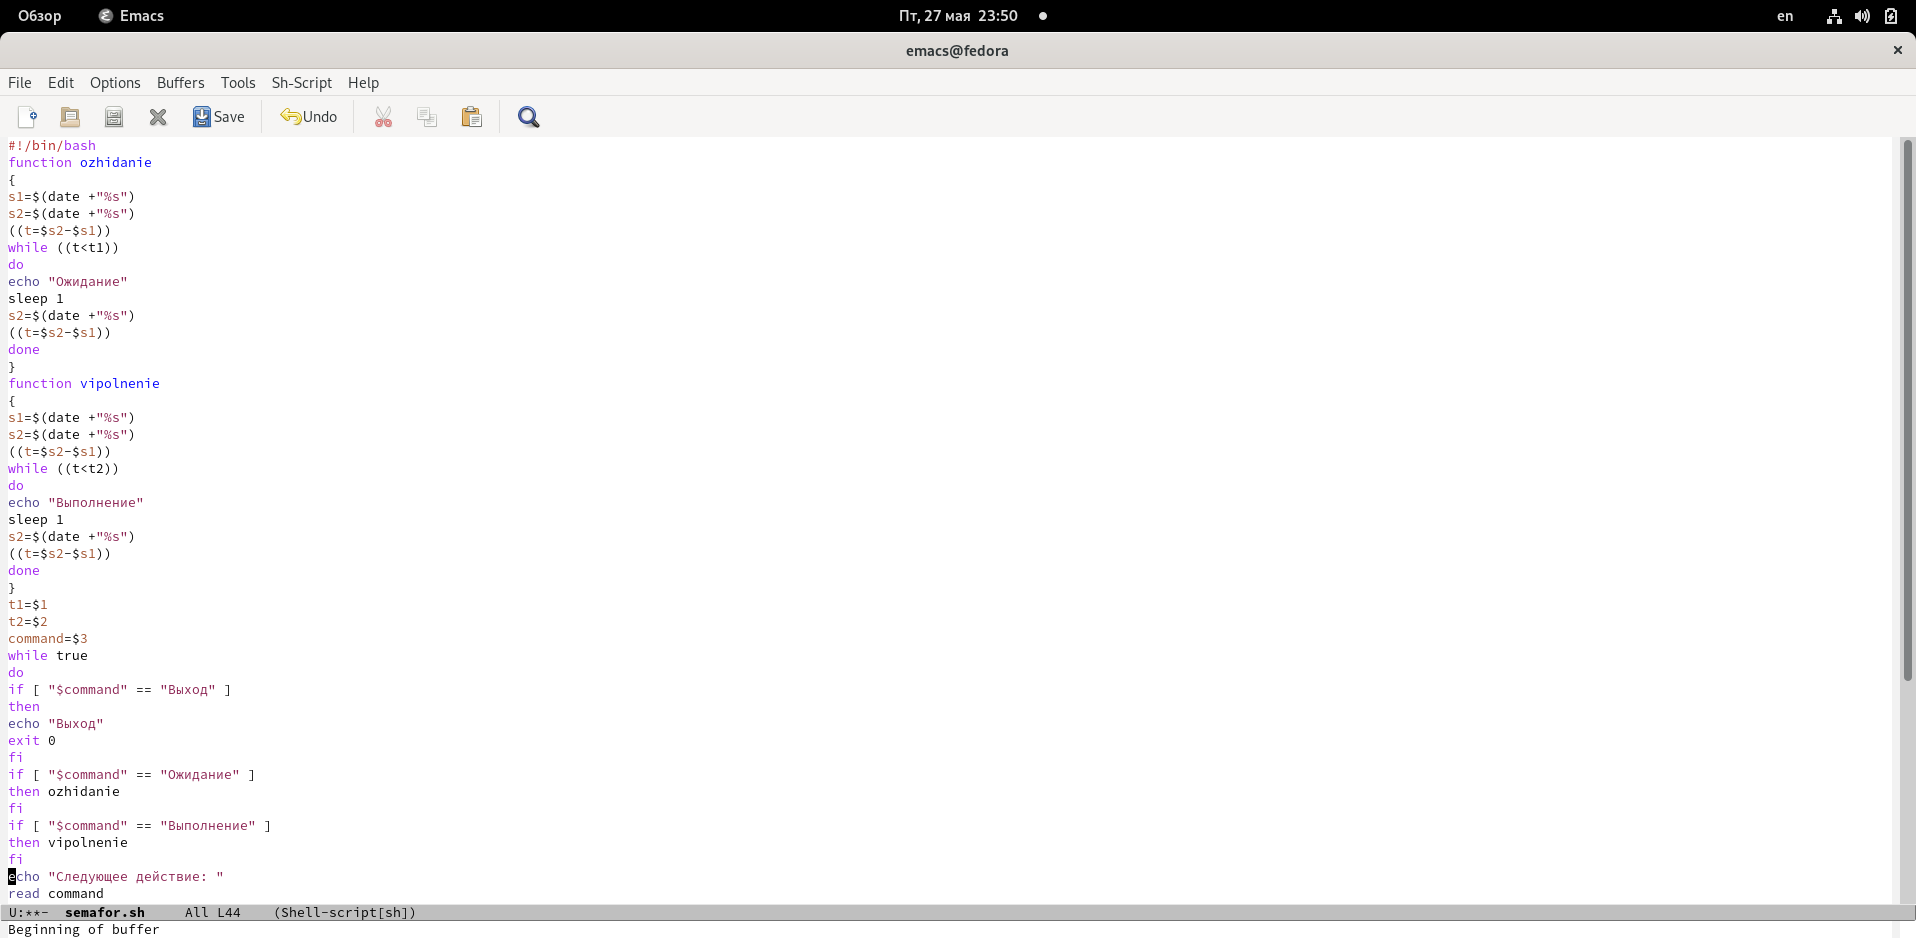 Обзор Emacs Пт, 27 мая 23:50 en
emacs@fedora
File Edit Options Buffers Tools Sh-Script Help
Save Undo
#!/bin/bash
function ozhidanie
{
s1=$(date +"%s")
s2=$(date +"%s")
((t=$s2-$s1))
while ((t<t1))
do
echo "Ожидание"
sleep 1
s2=$(date +"%s")
((t=$s2-$s1))
done
}
function vipolnenie
{
s1=$(date +"%s")
s2=$(date +"%s")
((t=$s2-$s1))
while ((t<t2))
do
echo "Выполнение"
sleep 1
s2=$(date +"%s")
((t=$s2-$s1))
done
}
t1=$1
t2=$2
command=$3
while true
do
if [ "$command" == "Выход" ]
then
echo "Выход"
exit 0
fi
if [ "$command" == "Ожидание" ]
then ozhidanie
fi
if [ "$command" == "Выполнение" ]
then vipolnenie
fi
echo "Следующее действие: "
read command
U:**- semafor.sh All L44 (Shell-script[sh])
Beginning of buffer